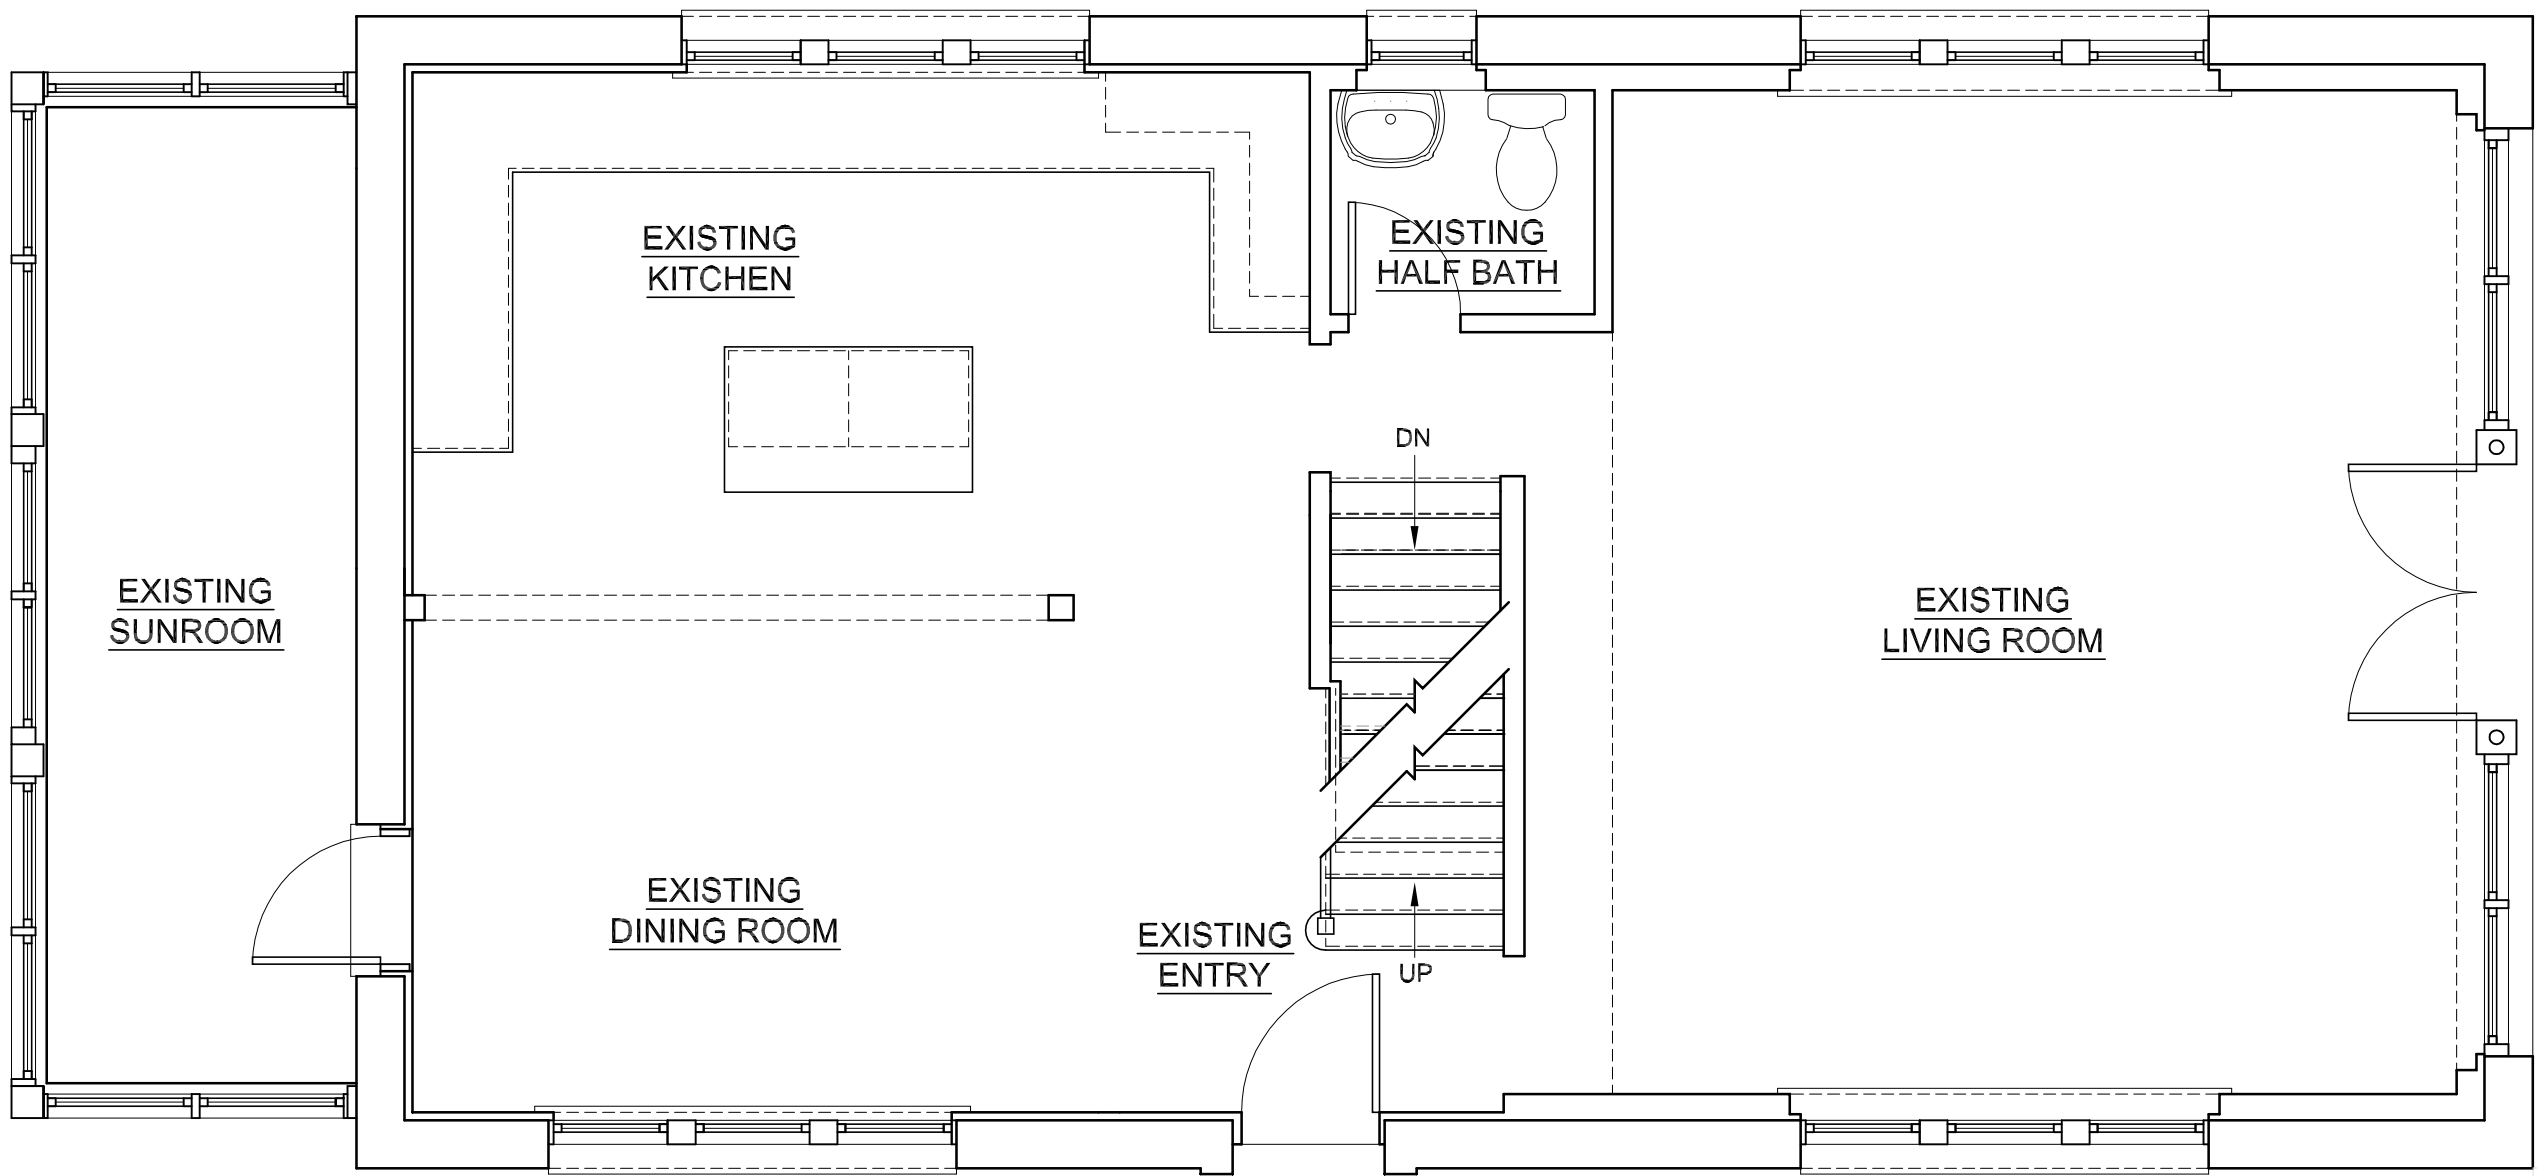 EXISTING
KITCHEN
EXISTING
HALF BATH
DN
EXISTING
SUNROOM
EXISTING
LIVING ROOM
EXISTING
DINING ROOM
EXISTING
ENTRY
UP